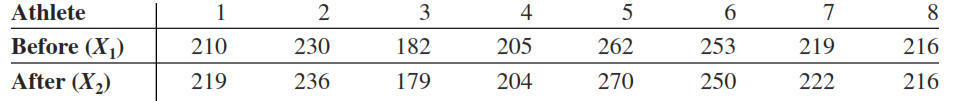 Athlete 1 2 3 4 5 6 7 8
Before (X₁) 210 230 182 205 262 253 219 216
After (X₂) 219 236 179 204 270 250 222 216